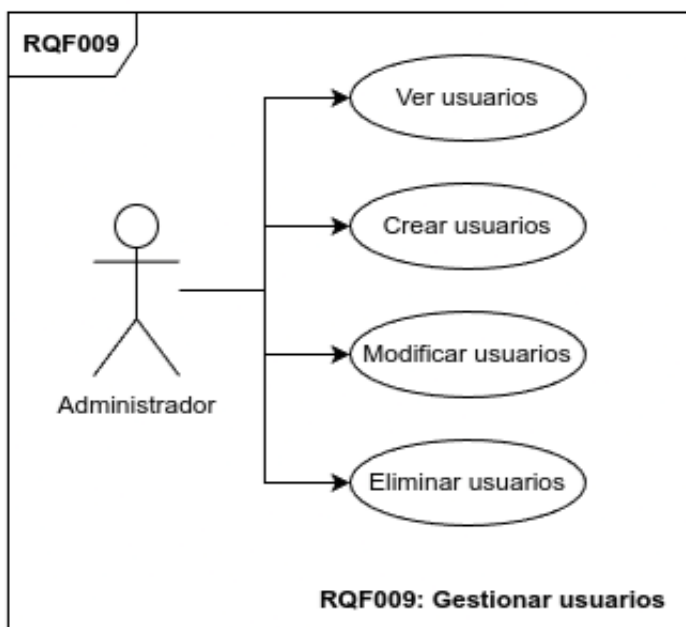 RQF009
Ver usuarios
Crear usuarios
Modificar usuarios
Administrador
Eliminar usuarios
RQF009: Gestionar usuarios